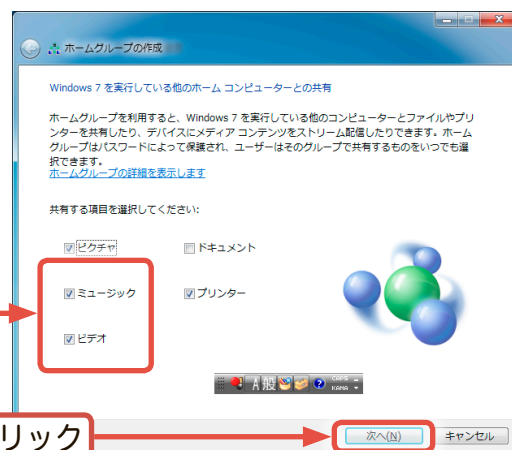 ホームグループの作成
Windows 7 を実行している他のホーム コンピューターとの共有
ホームグループを利用すると、Windows 7 を実行している他のコンピューターとファイルやプリ
ンターを共有したり、デバイスにメディア コンテンツをストリーム配信したりできます。ホーム
グループはパスワードによって保護され、ユーザーはそのグループで共有するものをいつでも選
択できます。
ホームグループの詳細を表示します
共有する項目を選択してください:
ピクチャ ドキュメント
ミュージック プリンター
ビデオ
A 般 ? CAPS KANA
リック
次へ(N) キャンセル